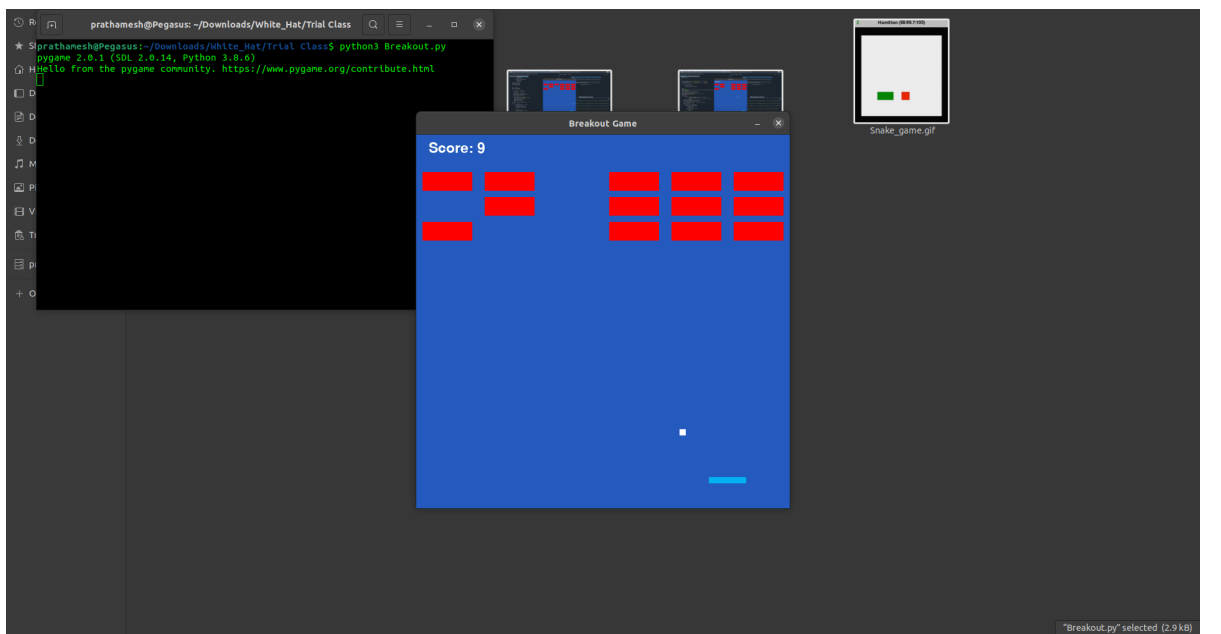 prathamesh@Pegasus: ~/Downloads/White_Hat/Trial Class
prathamesh@Pegasus:~/Downloads/White_Hat/Trial Class$ python3 Breakout.py
pygame 2.0.1 (SDL 2.0.14, Python 3.8.6)
Hello from the pygame community. https://www.pygame.org/contribute.html
Breakout Game
Score: 9
Snake_game.gif
"Breakout.py" selected (2.9 kB)